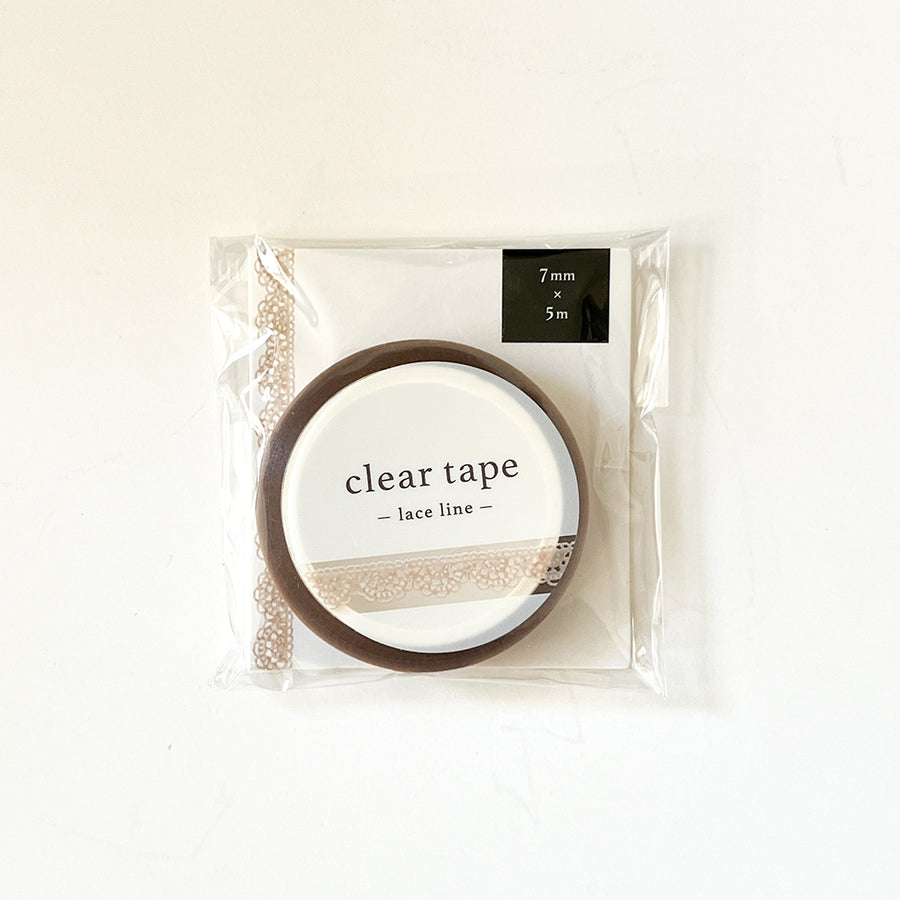 7mm
×
5m
clear tape
— lace line —